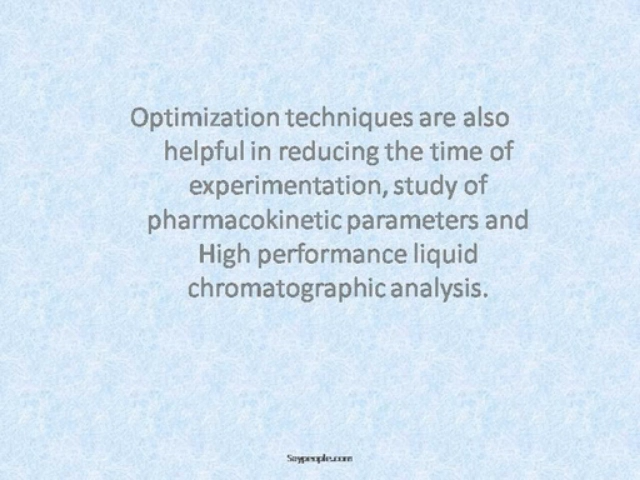 Optimization techniques are also
helpful in reducing the time of
experimentation, study of
pharmacokinetic parameters and
High performance liquid
chromatographic analysis.